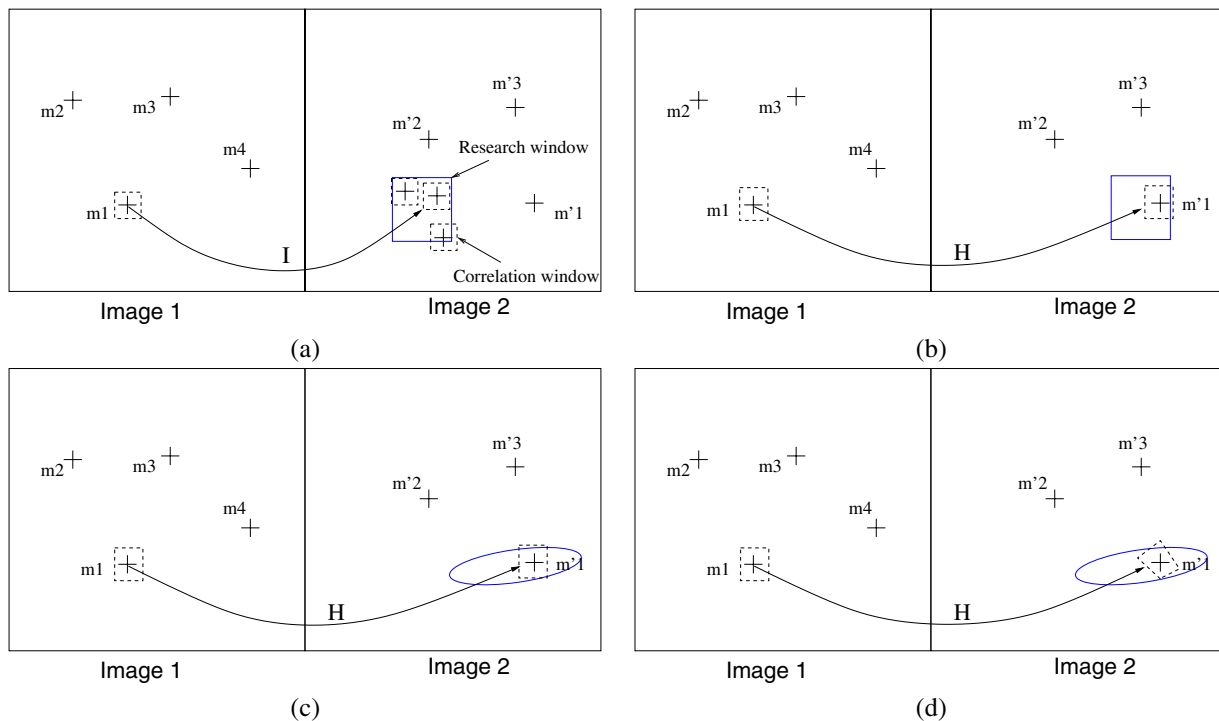 m2
m3
m4
m1
m'3
m'2
Research window
m'1
I
Correlation window
Image 1
Image 2
(a)
m2
m3
m4
m1
m'3
m'2
m'1
H
Image 1
Image 2
(b)
m2
m3
m4
m1
m'3
m'2
m'1
H
Image 1
Image 2
(c)
m2
m3
m4
m1
m'3
m'2
m'1
H
Image 1
Image 2
(d)